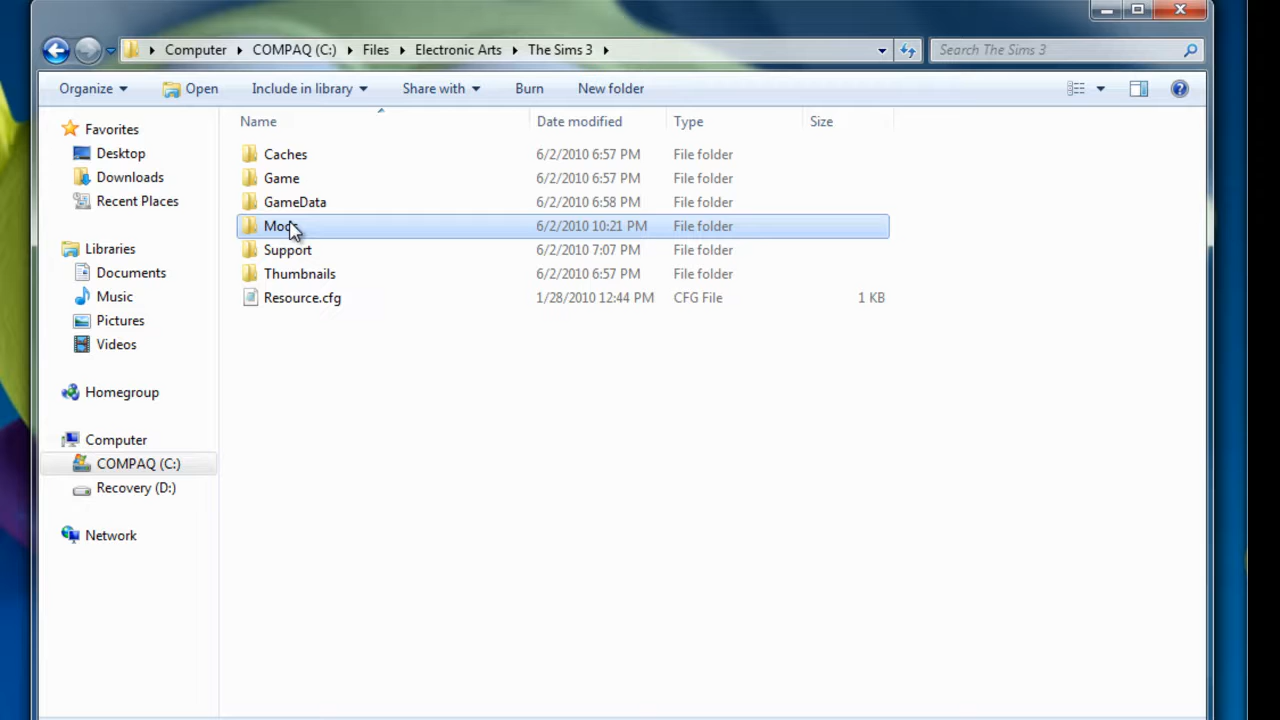 Computer COMPAQ (C:) Files Electronic Arts The Sims 3 Search The Sims 3
Organize Open Include in library Share with Burn New folder
Name Date modified Type Size
Favorites
Desktop
Downloads
Recent Places
Libraries
Documents
Music
Pictures
Videos
Homegroup
Computer
COMPAQ (C:)
Recovery (D:)
Network
Caches 6/2/2010 6:57 PM File folder
Game 6/2/2010 6:57 PM File folder
GameData 6/2/2010 6:58 PM File folder
6/2/2010 10:21 PM File folder
Support 6/2/2010 7:07 PM File folder
Thumbnails 6/2/2010 6:57 PM File folder
Resource.cfg 1/28/2010 12:44 PM CFG File 1 KB